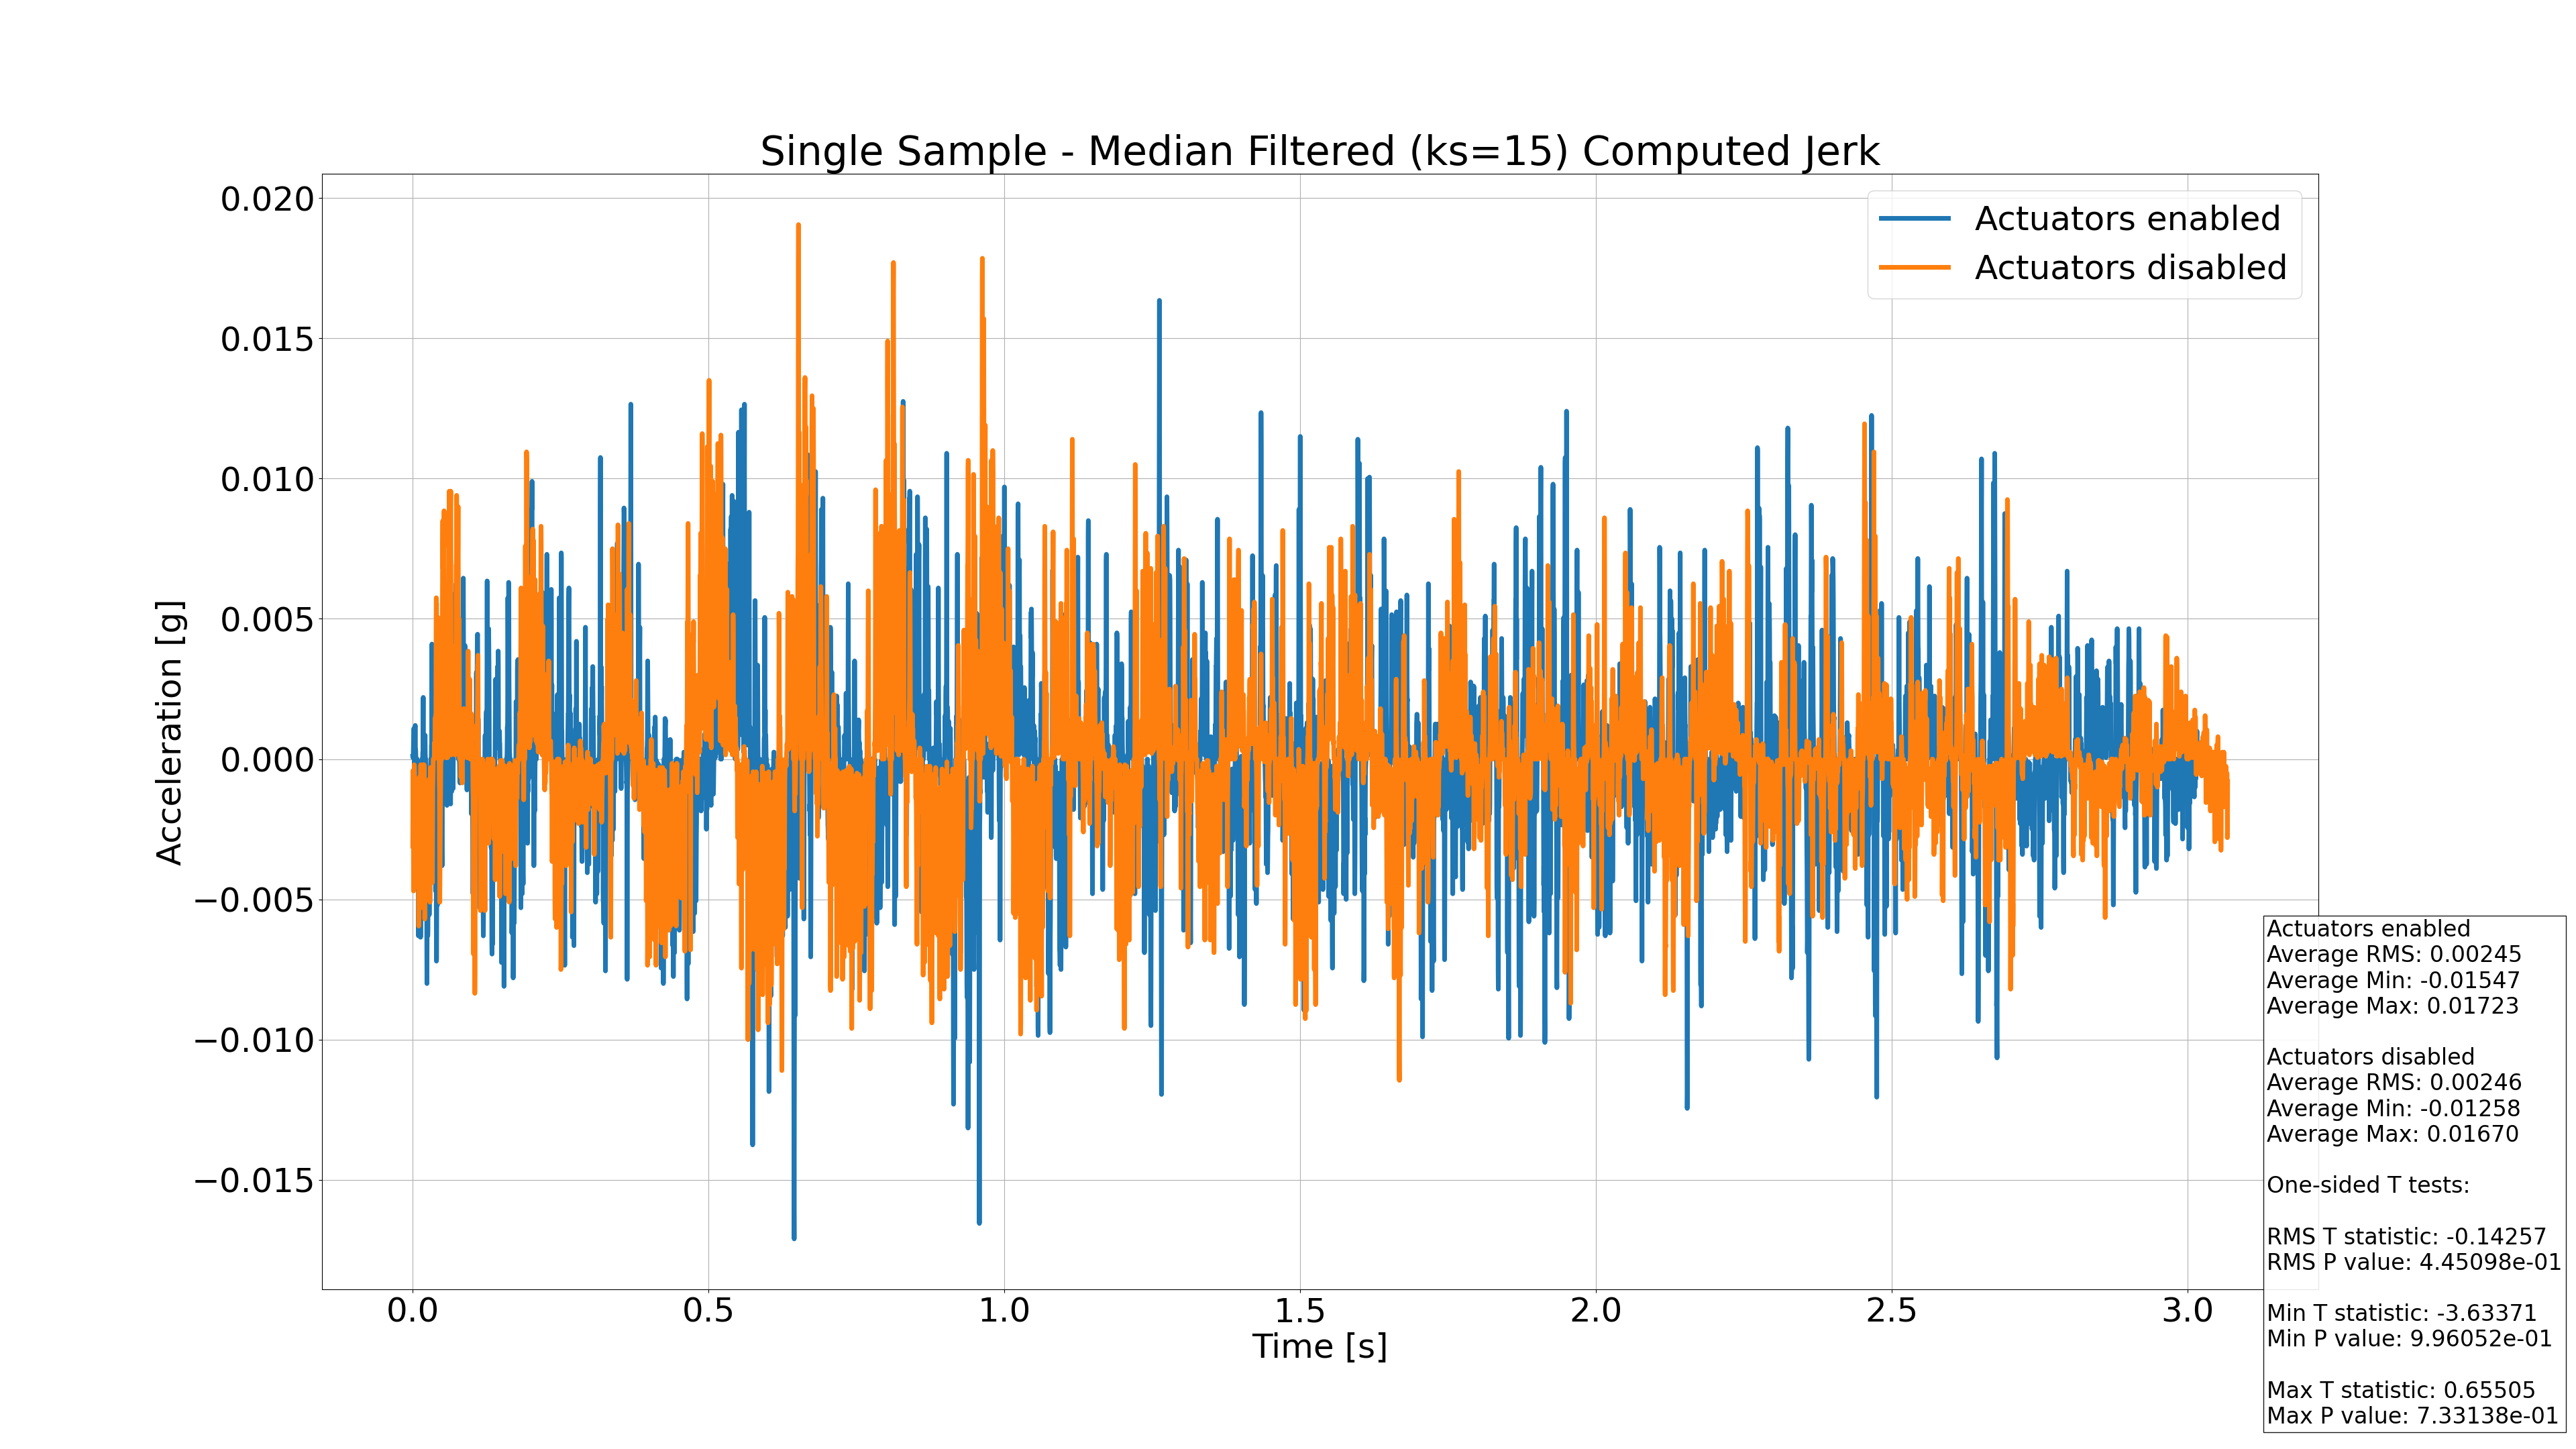 Single Sample - Median Filtered (ks=15) Computed Jerk
Actuators enabled
Actuators disabled
0.020
0.015
0.010
0.005
0.000
−0.005
−0.010
−0.015
Acceleration [g]
0.0 0.5 1.0 1.5 2.0 2.5 3.0
Time [s]
Actuators enabled
Average RMS: 0.00245
Average Min: -0.01547
Average Max: 0.01723
Actuators disabled
Average RMS: 0.00246
Average Min: -0.01258
Average Max: 0.01670
One-sided T tests:
RMS T statistic: -0.14257
RMS P value: 4.45098e-01
Min T statistic: -3.63371
Min P value: 9.96052e-01
Max T statistic: 0.65505
Max P value: 7.33138e-01